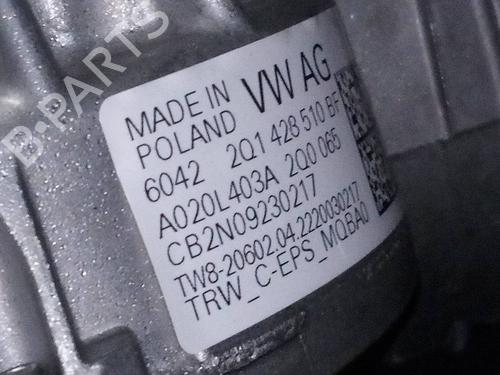 B-PARTS
MADE IN
POLAND VW AG
6042 2Q1 428 510 BF
A020L403A 2Q0 065
CB2N09230217
TW8-20602.04.2220030217
TRW_C-EPS_MQBA0